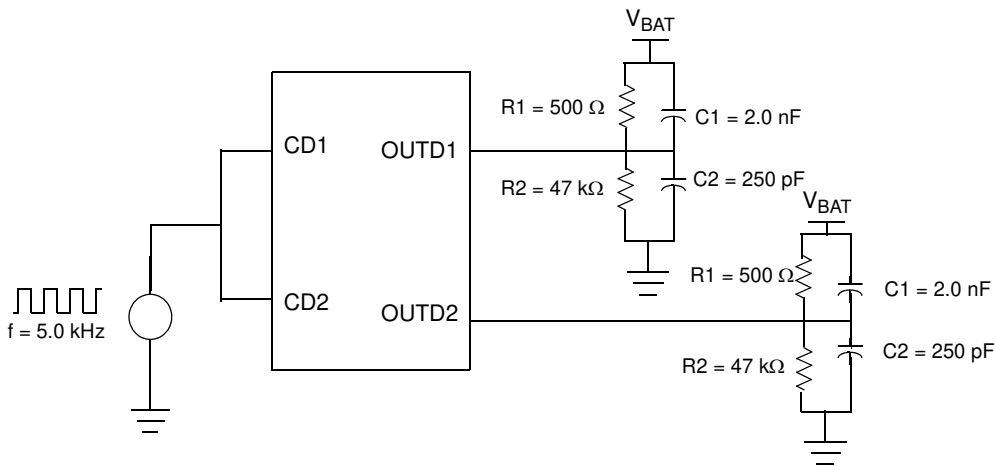 V_BAT
R1 = 500 Ω
C1 = 2.0 nF
CD1
OUTD1
R2 = 47 kΩ
C2 = 250 pF
V_BAT
R1 = 500 Ω
C1 = 2.0 nF
CD2
OUTD2
f = 5.0 kHz
R2 = 47 kΩ
C2 = 250 pF